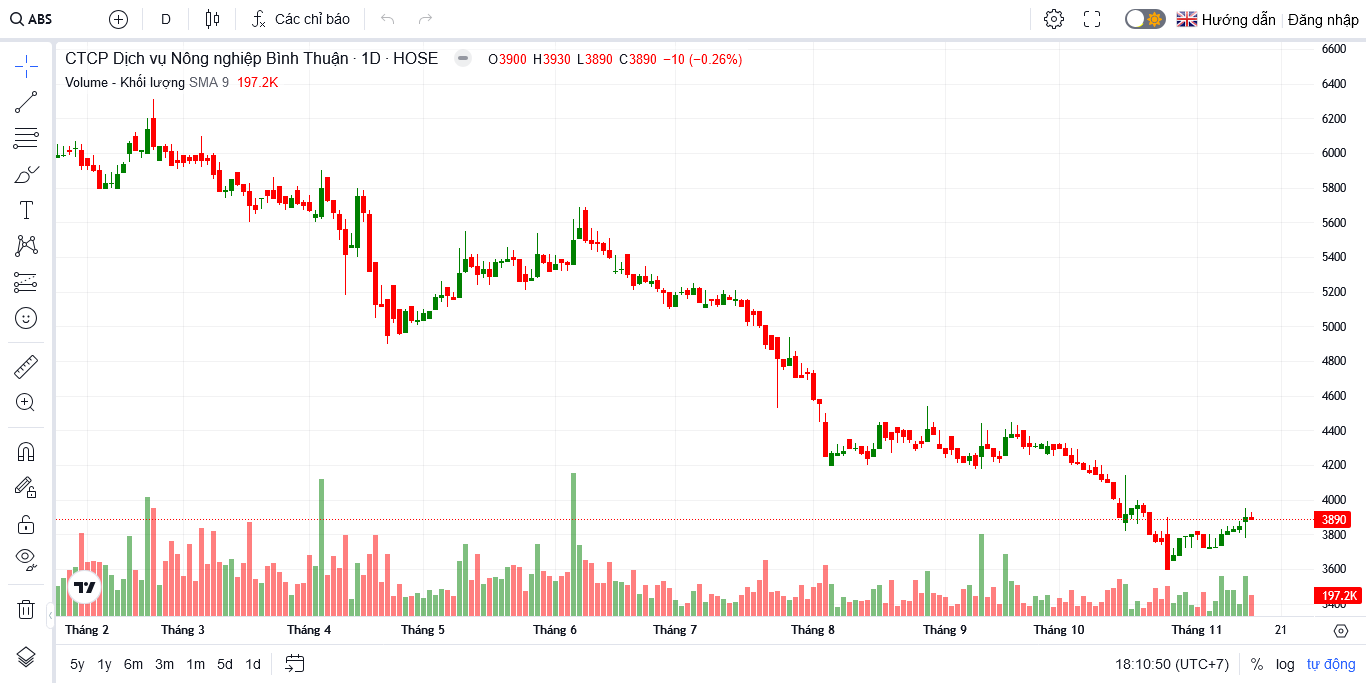 ABS
D
Các chỉ báo
Hướng dẫn
Đăng nhập
CTCP Dịch vụ Nông nghiệp Bình Thuận · 1D · HOSE
O3900 H3930 L3890 C3890 −10 (−0.26%)
Volume - Khối lượng SMA 9 197.2K
6600
6400
6200
6000
5800
5600
5400
5200
5000
4800
4600
4400
4200
4000
3890
3800
3600
197.2K
3400
Tháng 2 Tháng 3 Tháng 4 Tháng 5 Tháng 6 Tháng 7 Tháng 8 Tháng 9 Tháng 10 Tháng 11 21
5y 1y 6m 3m 1m 5d 1d
18:10:50 (UTC+7) % log tự động